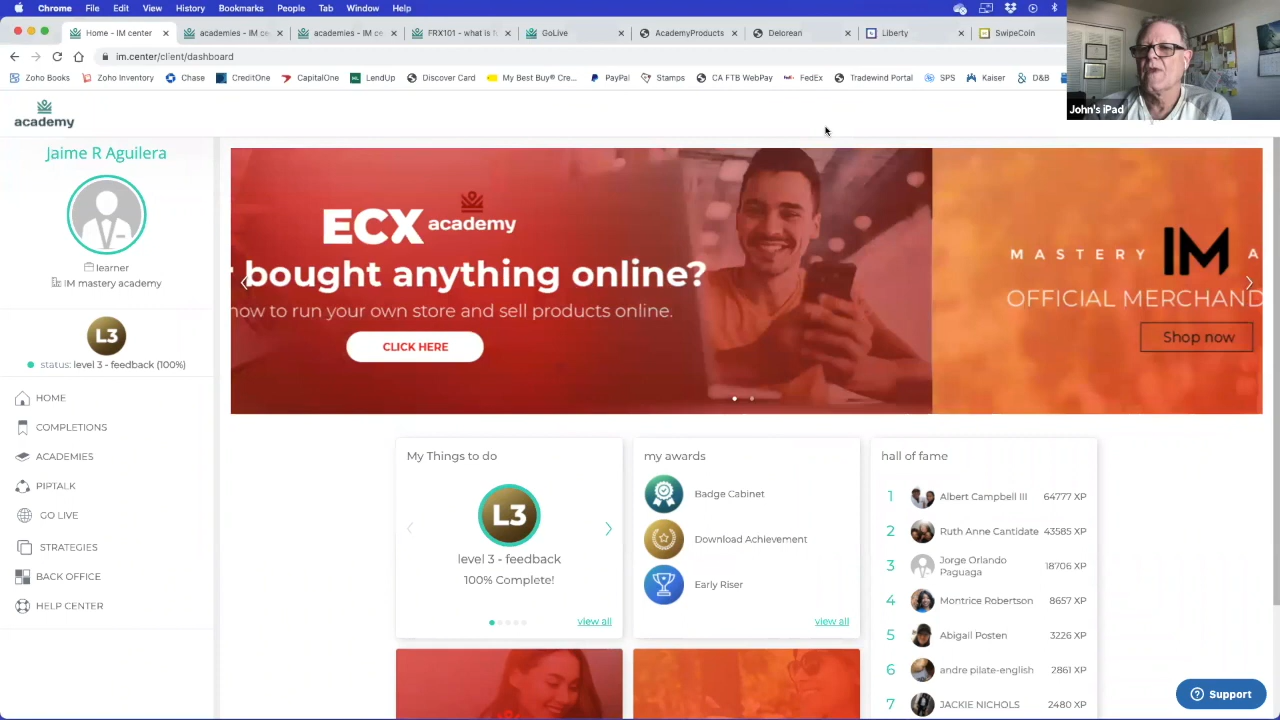 Chrome File Edit View History Bookmarks People Tab Window Help
Home - IM center
academies - IM ce
academies - IM ce
FRX101 - what is
GoLive
AcademyProducts
Delorean
Liberty
SwipeCoin
im.center/client/dashboard
Zoho Books
Zoho Inventory
Chase
CreditOne
CapitalOne
LendUp
Discover Card
My Best Buy® Cre...
PayPal
Stamps
CA FTB WebPay
FedEx
Tradewind Portal
SPS
Kaiser
D&B
John's iPad
academy
Jaime R Aguilera
learner
IM mastery academy
L3
status: level 3 - feedback (100%)
HOME
COMPLETIONS
ACADEMIES
PIPTALK
GO LIVE
STRATEGIES
BACK OFFICE
HELP CENTER
ECX academy
r bought anything online?
how to run your own store and sell products online.
CLICK HERE
MASTERY IM A
OFFICIAL MERCHAND
Shop now
My Things to do
L3
level 3 - feedback
100% Complete!
view all
my awards
Badge Cabinet
Download Achievement
Early Riser
view all
hall of fame
1 Albert Campbell III 64777 XP
2 Ruth Anne Cantidate 43585 XP
3 Jorge Orlando
Paguaga 18706 XP
4 Montrice Robertson 8657 XP
5 Abigail Posten 3226 XP
6 andre pilate-english 2861 XP
7 JACKIE NICHOLS 2480 XP
Support